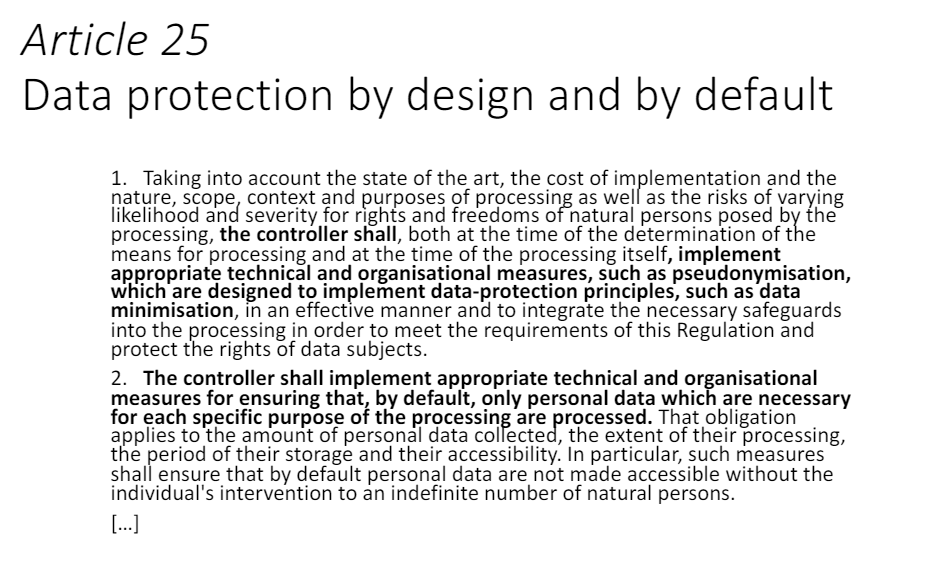 Article 25
Data protection by design and by default
1. Taking into account the state of the art, the cost of implementation and the
nature, scope, context and purposes of processing as well as the risks of varying
likelihood and severity for rights and freedoms of natural persons posed by the
processing, the controller shall, both at the time of the determination of the
means for processing and at the time of the processing itself, implement
appropriate technical and organisational measures, such as pseudonymisation,
which are designed to implement data-protection principles, such as data
minimisation, in an effective manner and to integrate the necessary safeguards
into the processing in order to meet the requirements of this Regulation and
protect the rights of data subjects.
2. The controller shall implement appropriate technical and organisational
measures for ensuring that, by default, only personal data which are necessary
for each specific purpose of the processing are processed. That obligation
applies to the amount of personal data collected, the extent of their processing,
the period of their storage and their accessibility. In particular, such measures
shall ensure that by default personal data are not made accessible without the
individual's intervention to an indefinite number of natural persons.
[...]